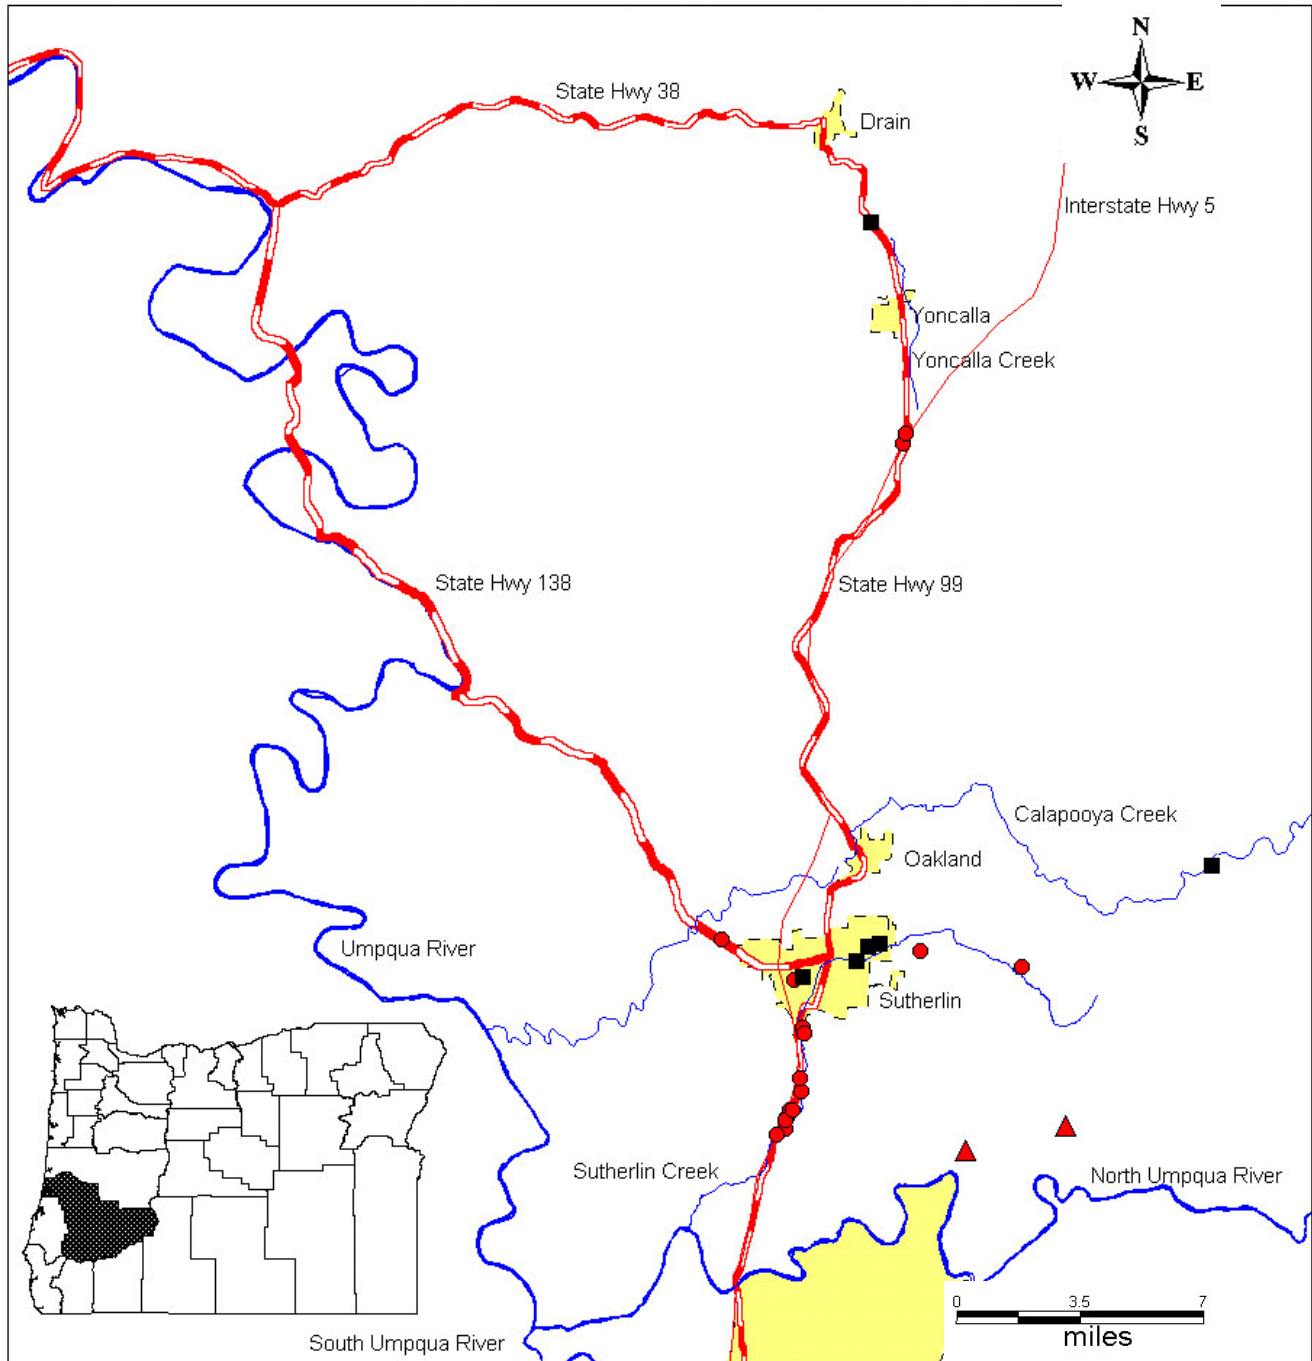 N
W E
S
State Hwy 38
Drain
Interstate Hwy 5
Yoncalla
Yoncalla Creek
State Hwy 138
State Hwy 99
Calapooya Creek
Oakland
Umpqua River
Sutherlin
Sutherlin Creek
North Umpqua River
0 3.5 7
miles
South Umpqua River